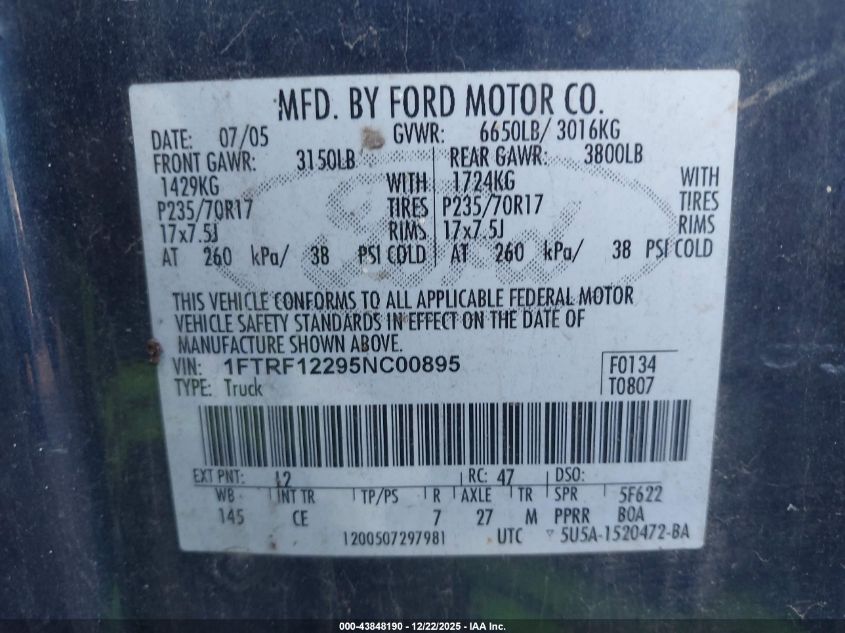 MFD. BY FORD MOTOR CO.
DATE: 07/05 GVWR: 6650LB/ 3016KG
FRONT GAWR: 3150LB REAR GAWR: 3800LB
1429KG WITH 1724KG WITH
P235/70R17 TIRES P235/70R17 TIRES
17x7.5J RIMS 17x7.5J RIMS
AT 260 kPa/ 38 PSI COLD AT 260 kPa/ 38 PSI COLD
Ford
THIS VEHICLE CONFORMS TO ALL APPLICABLE FEDERAL MOTOR
VEHICLE SAFETY STANDARDS IN EFFECT ON THE DATE OF
MANUFACTURE SHOWN ABOVE.
VIN: 1FTRF12295NC00895 F0134
TYPE: Truck T0807
EXT PNT: L2 RC: 47 DSO:
WB INT TR TP/PS R AXLE TR SPR 5F622
145 CE 7 27 M PPRR BOA
1200507297981 UTC 5U5A-1520472-BA
000-43848190 - 12/22/2025 - IAA Inc.